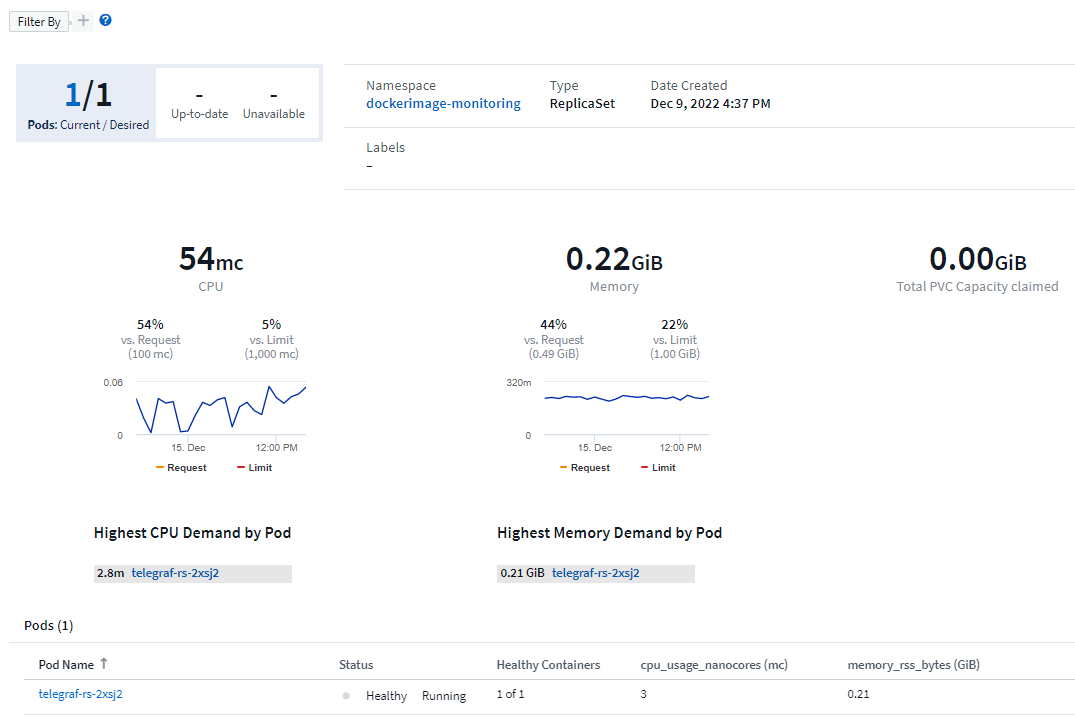 Filter By + ?
1/1
Pods: Current / Desired
-
Up-to-date
-
Unavailable
Namespace
dockerimage-monitoring
Type
ReplicaSet
Date Created
Dec 9, 2022 4:37 PM
Labels
–
54mc
CPU
54%
vs. Request
(100 mc)
5%
vs. Limit
(1,000 mc)
0.06
0
15. Dec
12:00 PM
Request
Limit
0.22GiB
Memory
44%
vs. Request
(0.49 GiB)
22%
vs. Limit
(1.00 GiB)
320m
0
15. Dec
12:00 PM
Request
Limit
0.00GiB
Total PVC Capacity claimed
Highest CPU Demand by Pod
2.8m telegraf-rs-2xsj2
Highest Memory Demand by Pod
0.21 GiB telegraf-rs-2xsj2
Pods (1)
Pod Name ↑ Status Healthy Containers cpu_usage_nanocores (mc) memory_rss_bytes (GiB)
telegraf-rs-2xsj2 Healthy Running 1 of 1 3 0.21